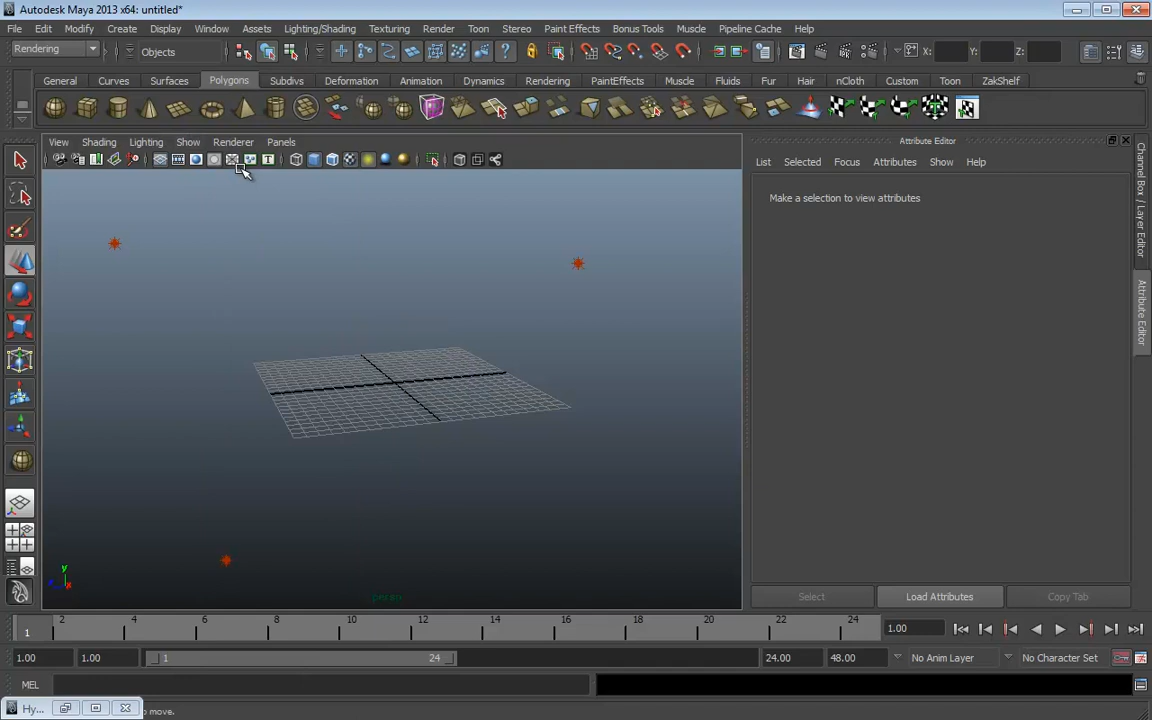 Autodesk Maya 2013 x64: untitled*
File Edit Modify Create Display Window Assets Lighting/Shading Texturing Render Toon Stereo Paint Effects Bonus Tools Muscle Pipeline Cache Help
Rendering Objects X: Y: Z:
General Curves Surfaces Polygons Subdivs Deformation Animation Dynamics Rendering PaintEffects Muscle Fluids Fur Hair nCloth Custom Toon ZakShelf
View Shading Lighting Show Renderer Panels
Attribute Editor
List Selected Focus Attributes Show Help
Make a selection to view attributes
Channel Box / Layer Editor
Attribute Editor
y
x
persp
Select Load Attributes Copy Tab
1 2 4 6 8 10 12 14 16 18 20 22 24 1.00
1.00 1.00 1 24 24.00 48.00 No Anim Layer No Character Set
MEL
Hy... o move.